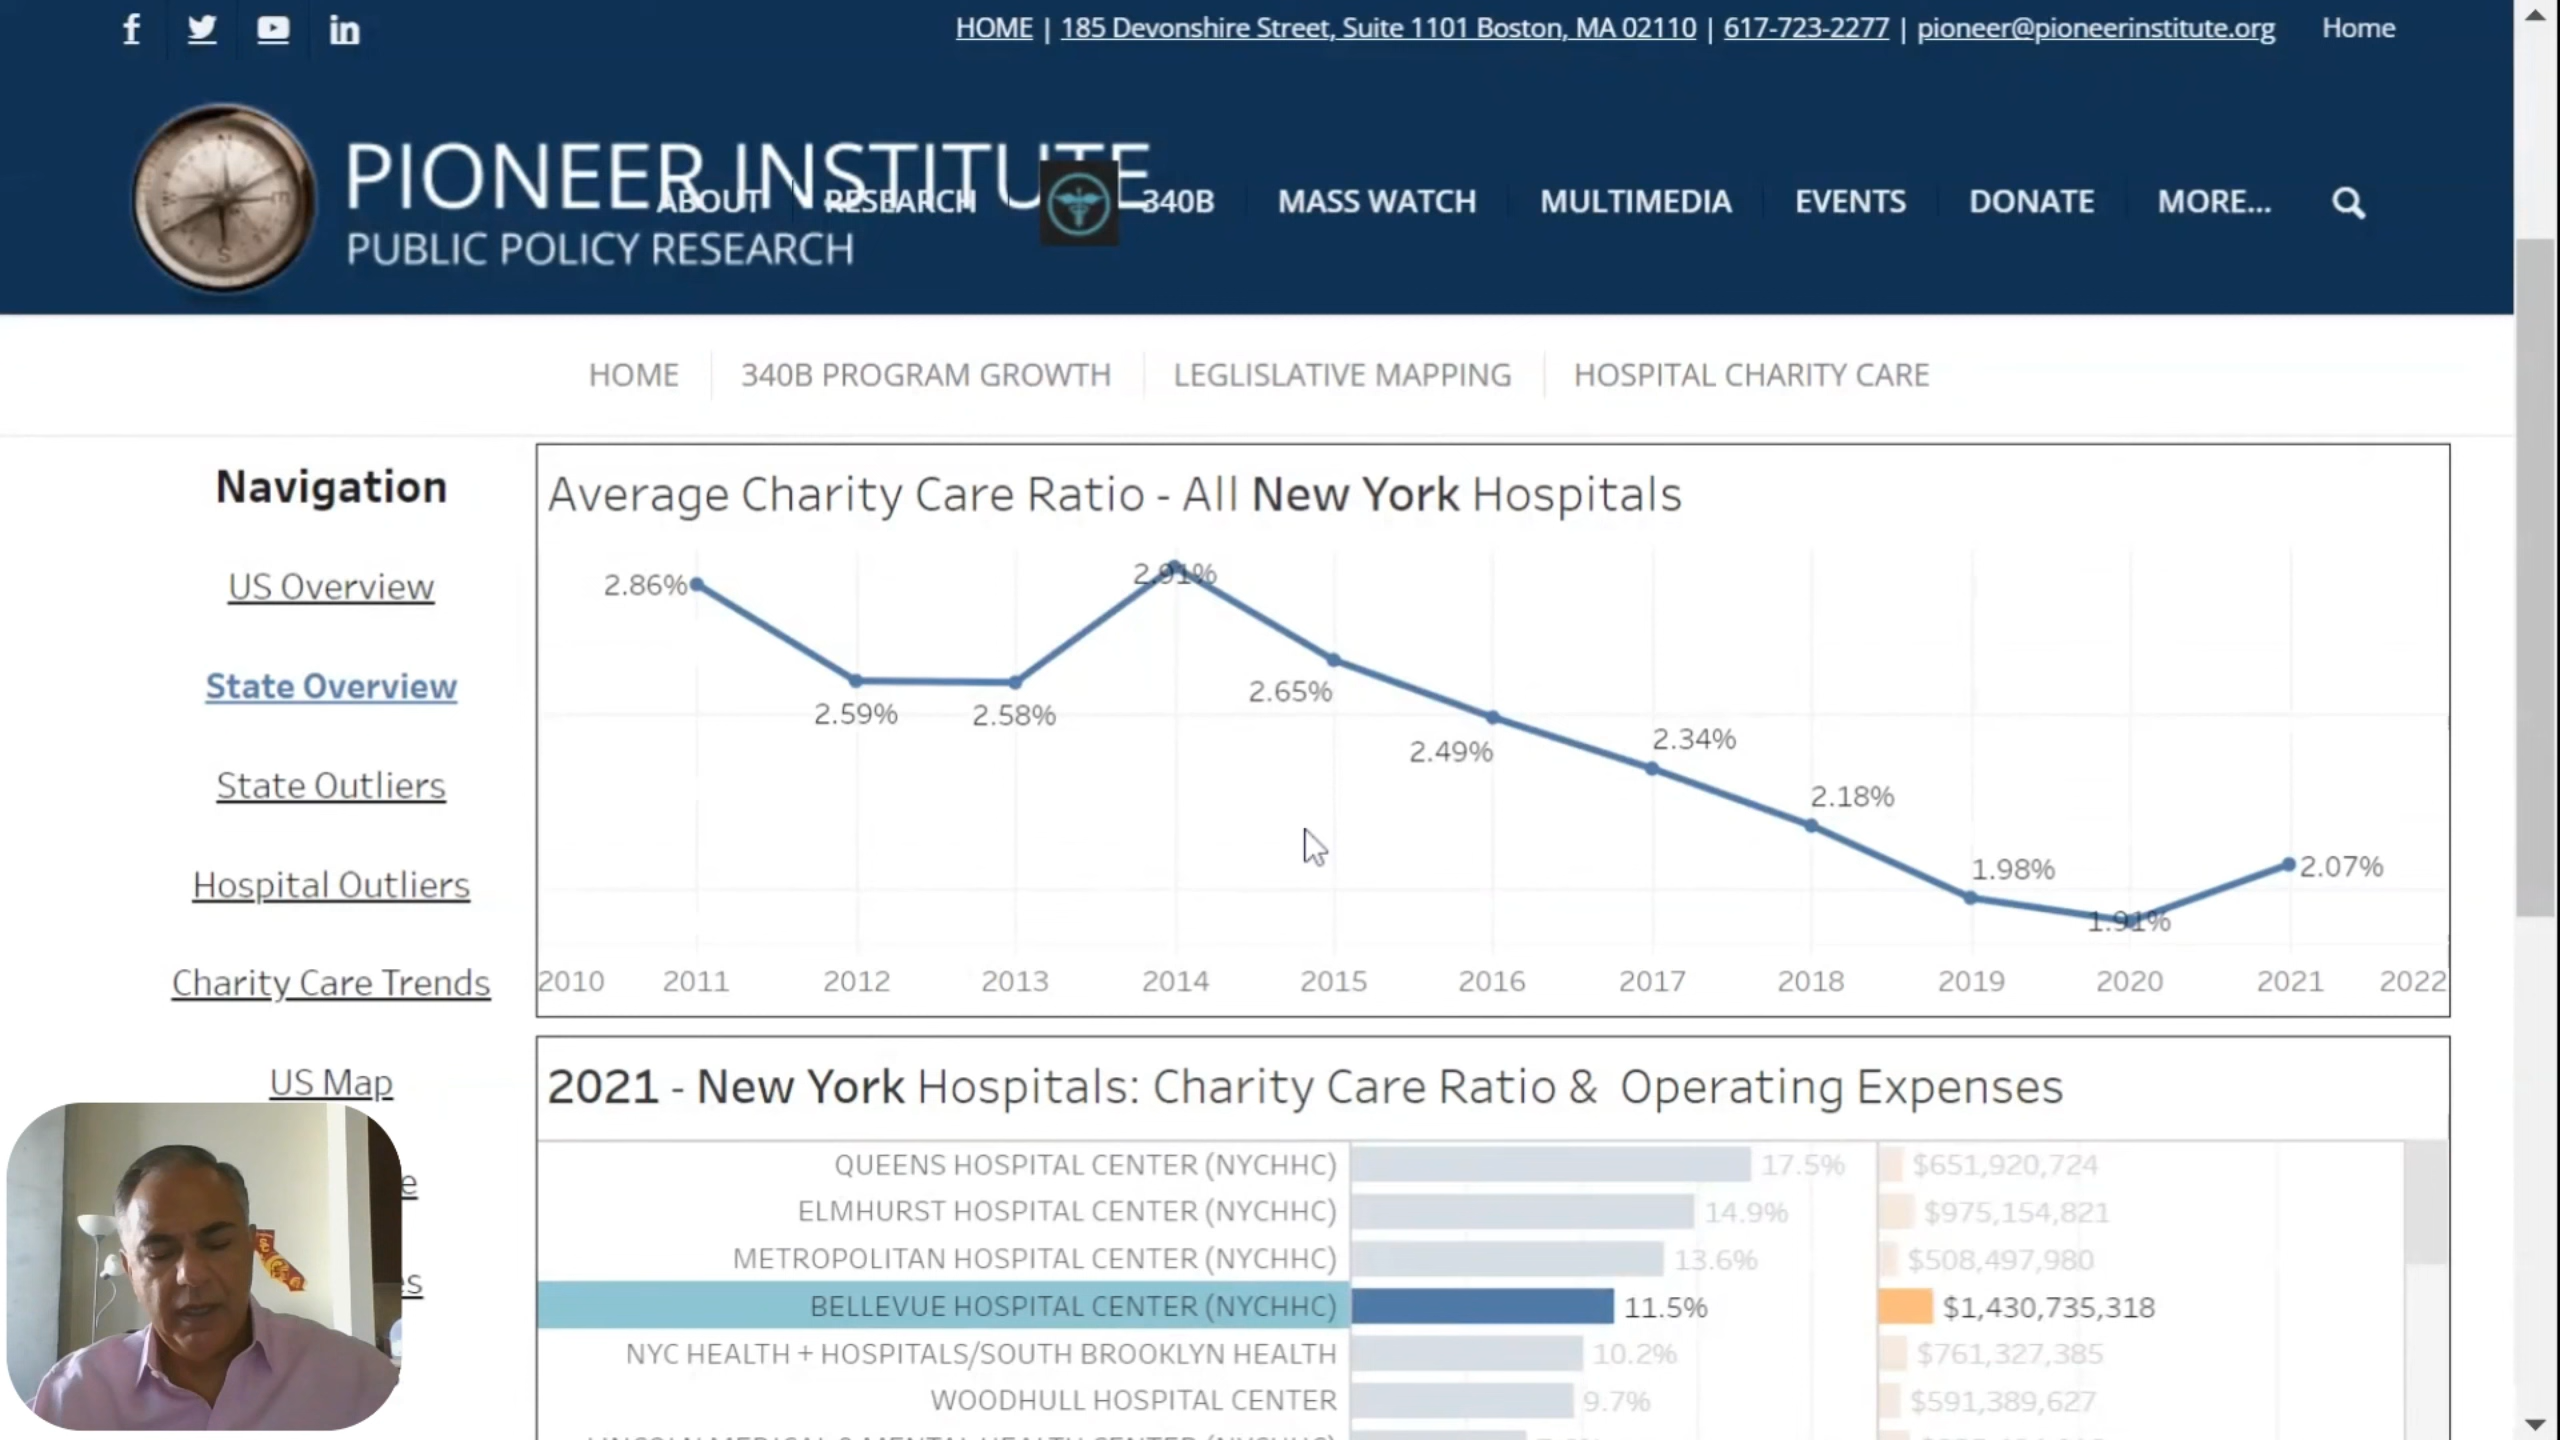 HOME | 185 Devonshire Street, Suite 1101 Boston, MA 02110 | 617-723-2277 | pioneer@pioneerinstitute.org Home
PIONEER INSTITUTE
PUBLIC POLICY RESEARCH
ABOUT RESEARCH 340B MASS WATCH MULTIMEDIA EVENTS DONATE MORE...
HOME 340B PROGRAM GROWTH LEGLISLATIVE MAPPING HOSPITAL CHARITY CARE
Navigation
US Overview
State Overview
State Outliers
Hospital Outliers
Charity Care Trends
US Map
Average Charity Care Ratio - All New York Hospitals
2.86%
2.59%
2.58%
2.91%
2.65%
2.49%
2.34%
2.18%
1.98%
1.91%
2.07%
2010 2011 2012 2013 2014 2015 2016 2017 2018 2019 2020 2021 2022
2021 - New York Hospitals: Charity Care Ratio & Operating Expenses
QUEENS HOSPITAL CENTER (NYCHHC) 17.5% $651,920,724
ELMHURST HOSPITAL CENTER (NYCHHC) 14.9% $975,154,821
METROPOLITAN HOSPITAL CENTER (NYCHHC) 13.6% $508,497,980
BELLEVUE HOSPITAL CENTER (NYCHHC) 11.5% $1,430,735,318
NYC HEALTH + HOSPITALS/SOUTH BROOKLYN HEALTH 10.2% $761,327,385
WOODHULL HOSPITAL CENTER 9.7% $591,389,627